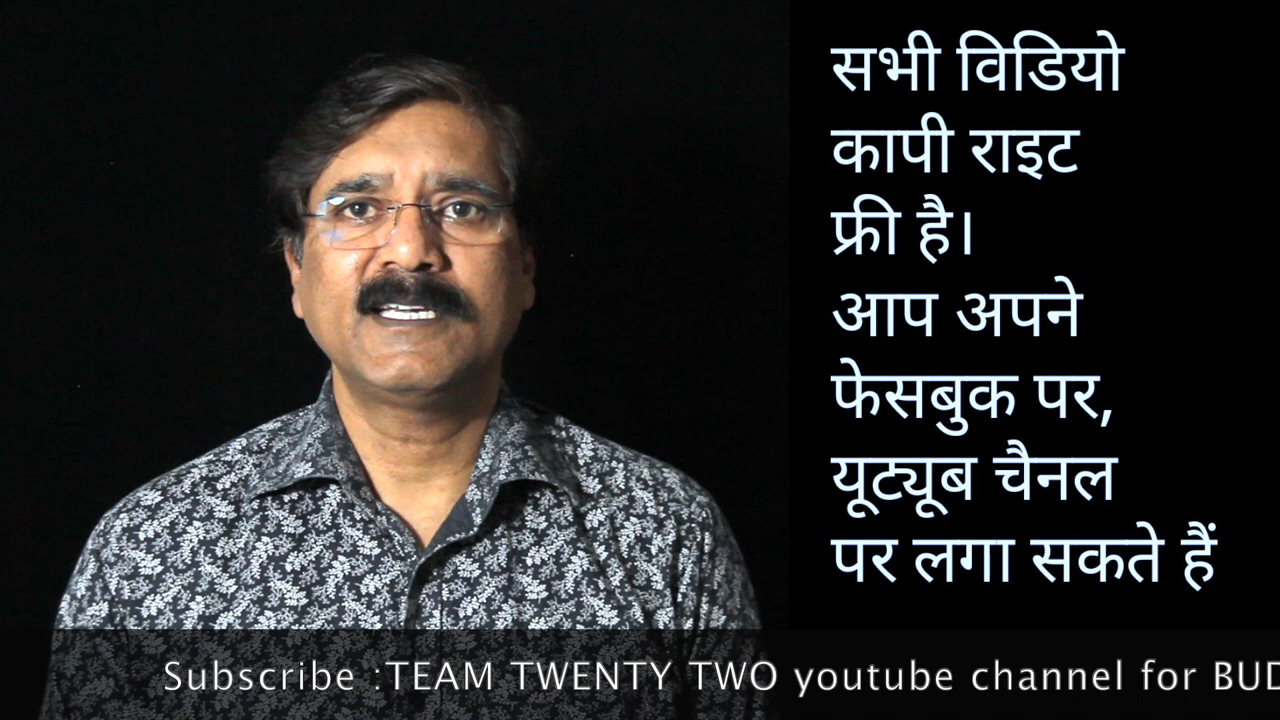 सभी विडियो
कापी राइट
फ्री है।
आप अपने
फेसबुक पर,
यूट्यूब चैनल
पर लगा सकते हैं
Subscribe :TEAM TWENTY TWO youtube channel for